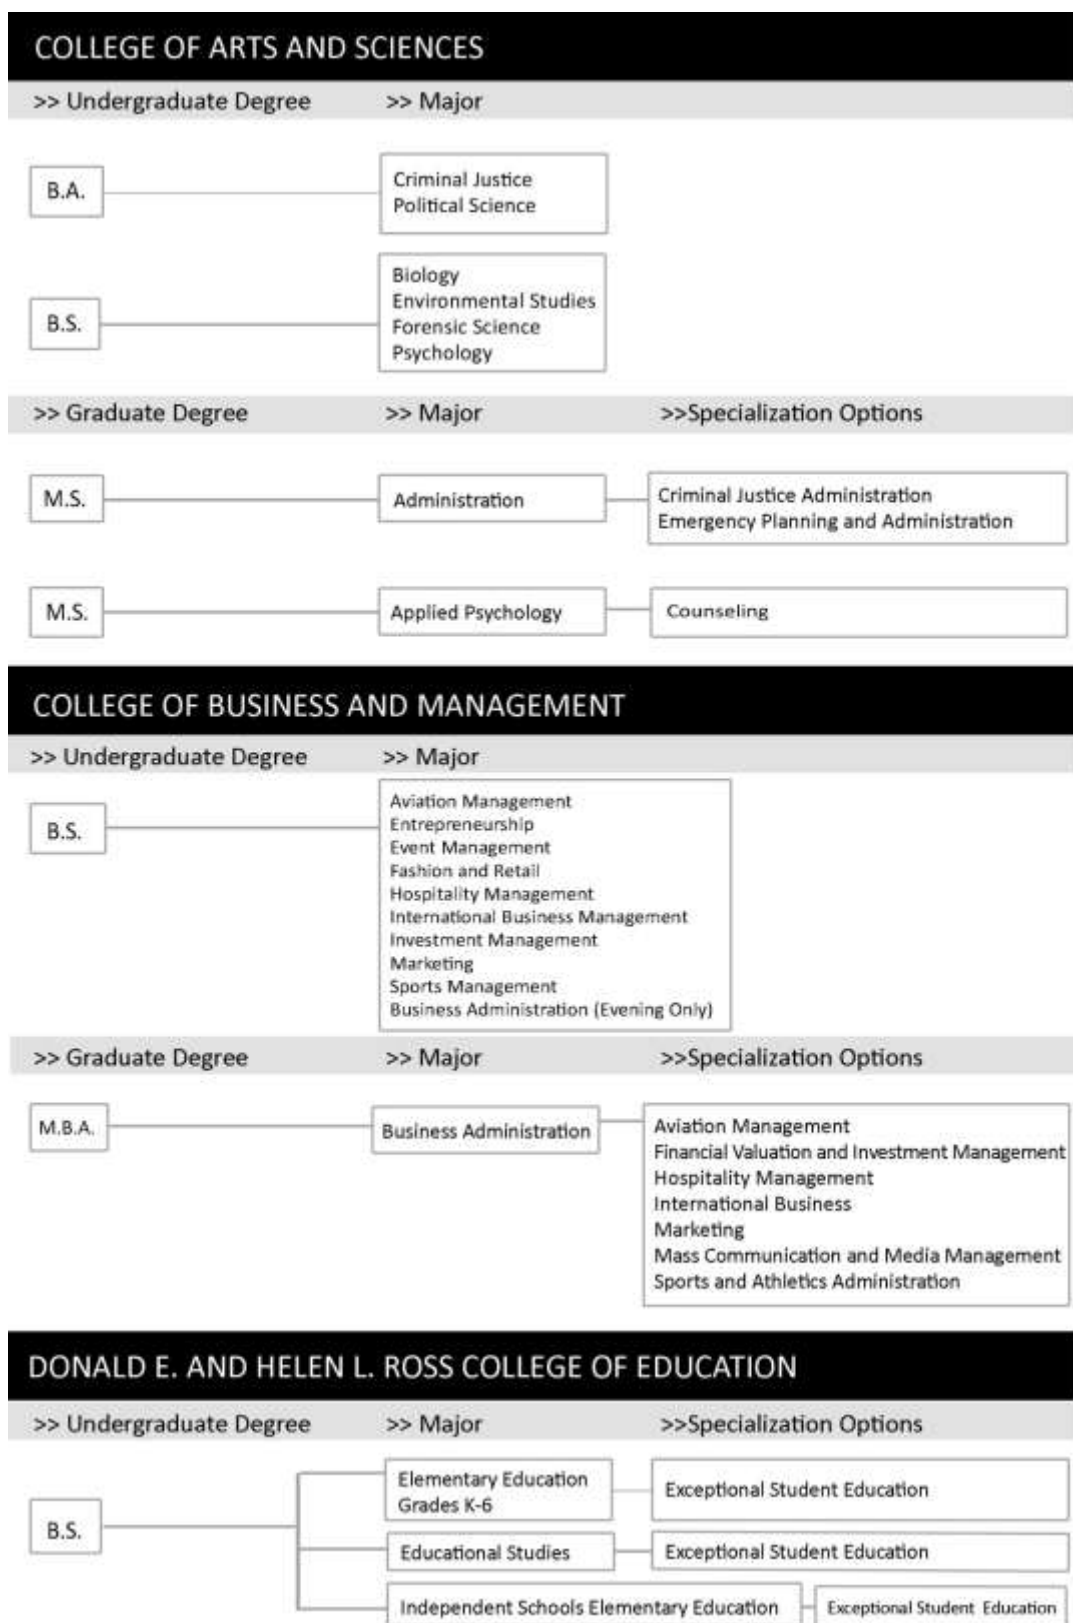 COLLEGE OF ARTS AND SCIENCES
>> Undergraduate Degree >> Major
B.A.
Criminal Justice
Political Science
B.S.
Biology
Environmental Studies
Forensic Science
Psychology
>> Graduate Degree >> Major >>Specialization Options
M.S.
Administration
Criminal Justice Administration
Emergency Planning and Administration
M.S.
Applied Psychology
Counseling
COLLEGE OF BUSINESS AND MANAGEMENT
>> Undergraduate Degree >> Major
B.S.
Aviation Management
Entrepreneurship
Event Management
Fashion and Retail
Hospitality Management
International Business Management
Investment Management
Marketing
Sports Management
Business Administration (Evening Only)
>> Graduate Degree >> Major >>Specialization Options
M.B.A.
Business Administration
Aviation Management
Financial Valuation and Investment Management
Hospitality Management
International Business
Marketing
Mass Communication and Media Management
Sports and Athletics Administration
DONALD E. AND HELEN L. ROSS COLLEGE OF EDUCATION
>> Undergraduate Degree >> Major >>Specialization Options
B.S.
Elementary Education
Grades K-6
Exceptional Student Education
Educational Studies
Exceptional Student Education
Independent Schools Elementary Education
Exceptional Student Education